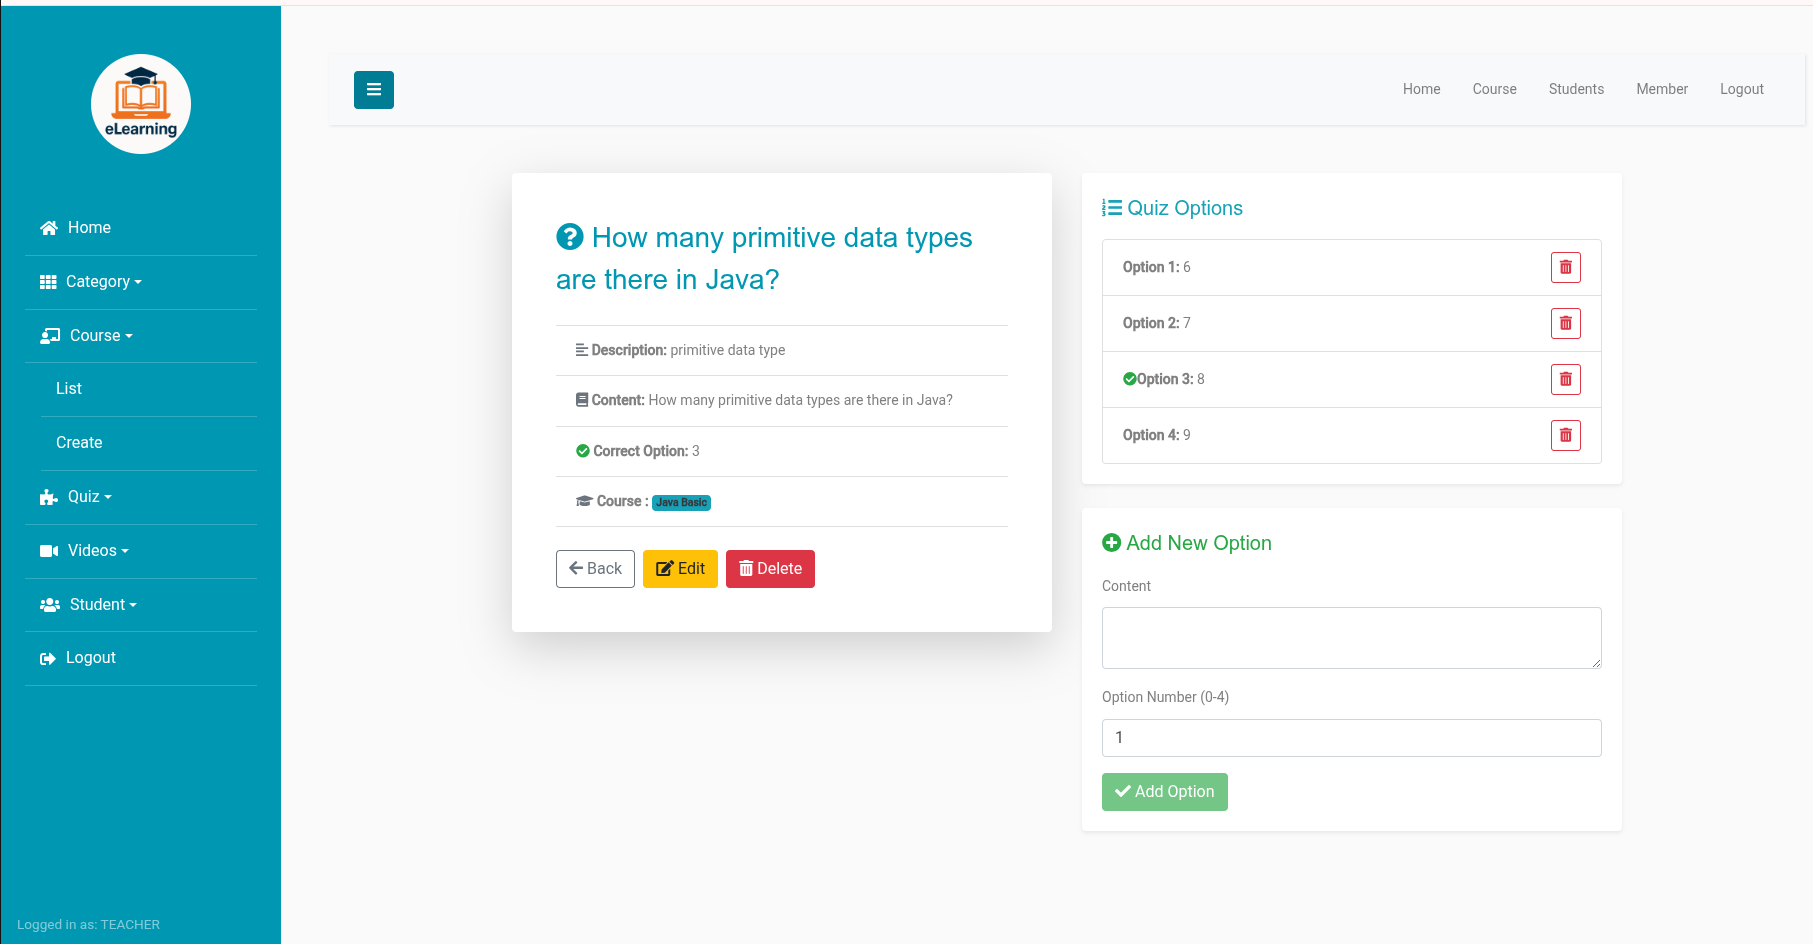 eLearning
Home
Category
Course
List
Create
Quiz
Videos
Student
Logout
Logged in as: TEACHER
Home Course Students Member Logout
How many primitive data types
are there in Java?
Description: primitive data type
Content: How many primitive data types are there in Java?
Correct Option: 3
Course : Java Basic
Back Edit Delete
Quiz Options
Option 1: 6
Option 2: 7
Option 3: 8
Option 4: 9
Add New Option
Content
Option Number (0-4)
1
Add Option